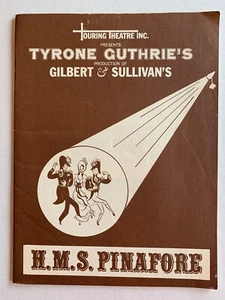 TOURING THEATRE INC.
PRESENTS
TYRONE GUTHRIE'S
PRODUCTION OF
GILBERT & SULLIVAN'S
H.M.S. PINAFORE